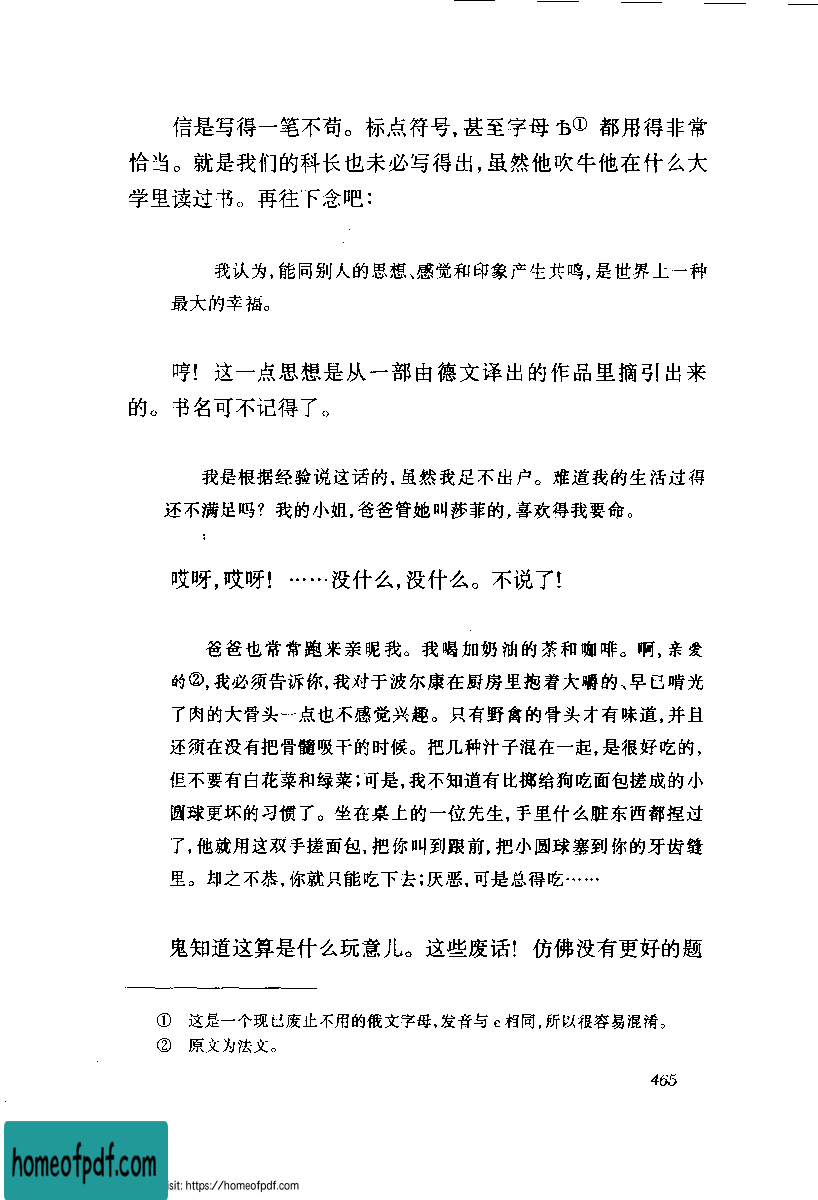 信是写得一笔不苟。标点符号,甚至字母ѣ① 都用得非常
恰当。就是我们的科长也未必写得出,虽然他吹牛他在什么大
学里读过书。再往下念吧:
我认为,能同别人的思想、感觉和印象产生共鸣,是世界上一种
最大的幸福。
哼! 这一点思想是从一部由德文译出的作品里摘引出来
的。书名可不记得了。
我是根据经验说这话的,虽然我足不出户。难道我的生活过得
还不满足吗? 我的小姐,爸爸管她叫莎菲的,喜欢得我要命。
哎呀,哎呀! ……没什么,没什么。不说了!
爸爸也常常跑来亲昵我。我喝加奶油的茶和咖啡。啊,亲爱
的②,我必须告诉你,我对于波尔康在厨房里抱着大嚼的、早已啃光
了肉的大骨头一点也不感觉兴趣。只有野禽的骨头才有味道,并且
还须在没有把骨髓吸干的时候。把几种汁子混在一起,是很好吃的,
但不要有白花菜和绿菜;可是,我不知道有比掷给狗吃面包搓成的小
圆球更坏的习惯了。坐在桌上的一位先生,手里什么脏东西都捏过
了,他就用这双手搓面包,把你叫到跟前,把小圆球塞到你的牙齿缝
里。却之不恭,你就只能吃下去;厌恶,可是总得吃……
鬼知道这算是什么玩意儿。这些废话! 仿佛没有更好的题
① 这是一个现已废止不用的俄文字母,发音与e相同,所以很容易混淆。
② 原文为法文。
465
homeofpdf.com
isit: https://homeofpdf.com